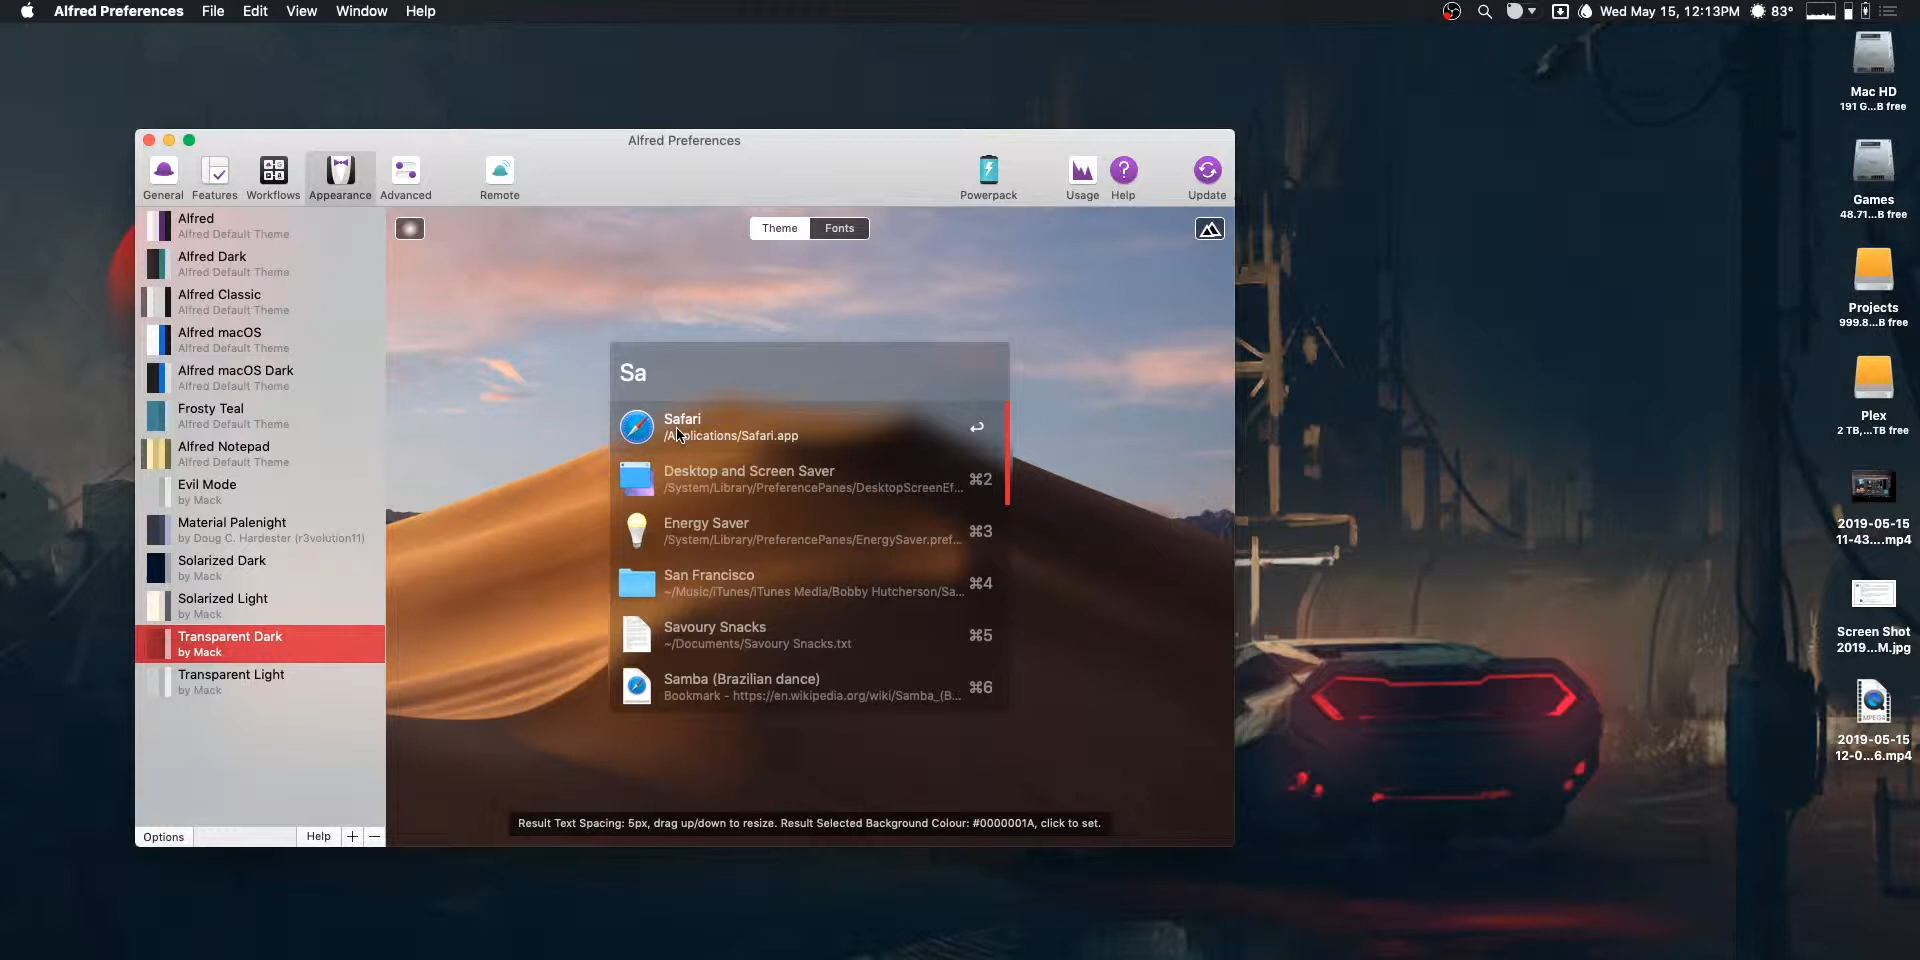 Alfred Preferences File Edit View Window Help
Wed May 15, 12:13PM 83°
Alfred Preferences
General Features Workflows Appearance Advanced Remote Powerpack Usage Help Update
Alfred
Alfred Default Theme
Alfred Dark
Alfred Default Theme
Alfred Classic
Alfred Default Theme
Alfred macOS
Alfred Default Theme
Alfred macOS Dark
Alfred Default Theme
Frosty Teal
Alfred Default Theme
Alfred Notepad
Alfred Default Theme
Evil Mode
by Mack
Material Palenight
by Doug C. Hardester (r3volution11)
Solarized Dark
by Mack
Solarized Light
by Mack
Transparent Dark
by Mack
Transparent Light
by Mack
Options
Help
Theme Fonts
Sa
Safari
/Applications/Safari.app ↩
Desktop and Screen Saver
/System/Library/PreferencePanes/DesktopScreenEf... ⌘2
Energy Saver
/System/Library/PreferencePanes/EnergySaver.pref... ⌘3
San Francisco
~/Music/iTunes/iTunes Media/Bobby Hutcherson/Sa... ⌘4
Savoury Snacks
~/Documents/Savoury Snacks.txt ⌘5
Samba (Brazilian dance)
Bookmark - https://en.wikipedia.org/wiki/Samba_(B... ⌘6
Result Text Spacing: 5px, drag up/down to resize. Result Selected Background Colour: #0000001A, click to set.
Mac HD
191 G...B free
Games
48.71...B free
Projects
999.8...B free
Plex
2 TB,...TB free
2019-05-15
11-43....mp4
Screen Shot
2019...M.jpg
MPEG4
2019-05-15
12-0...6.mp4